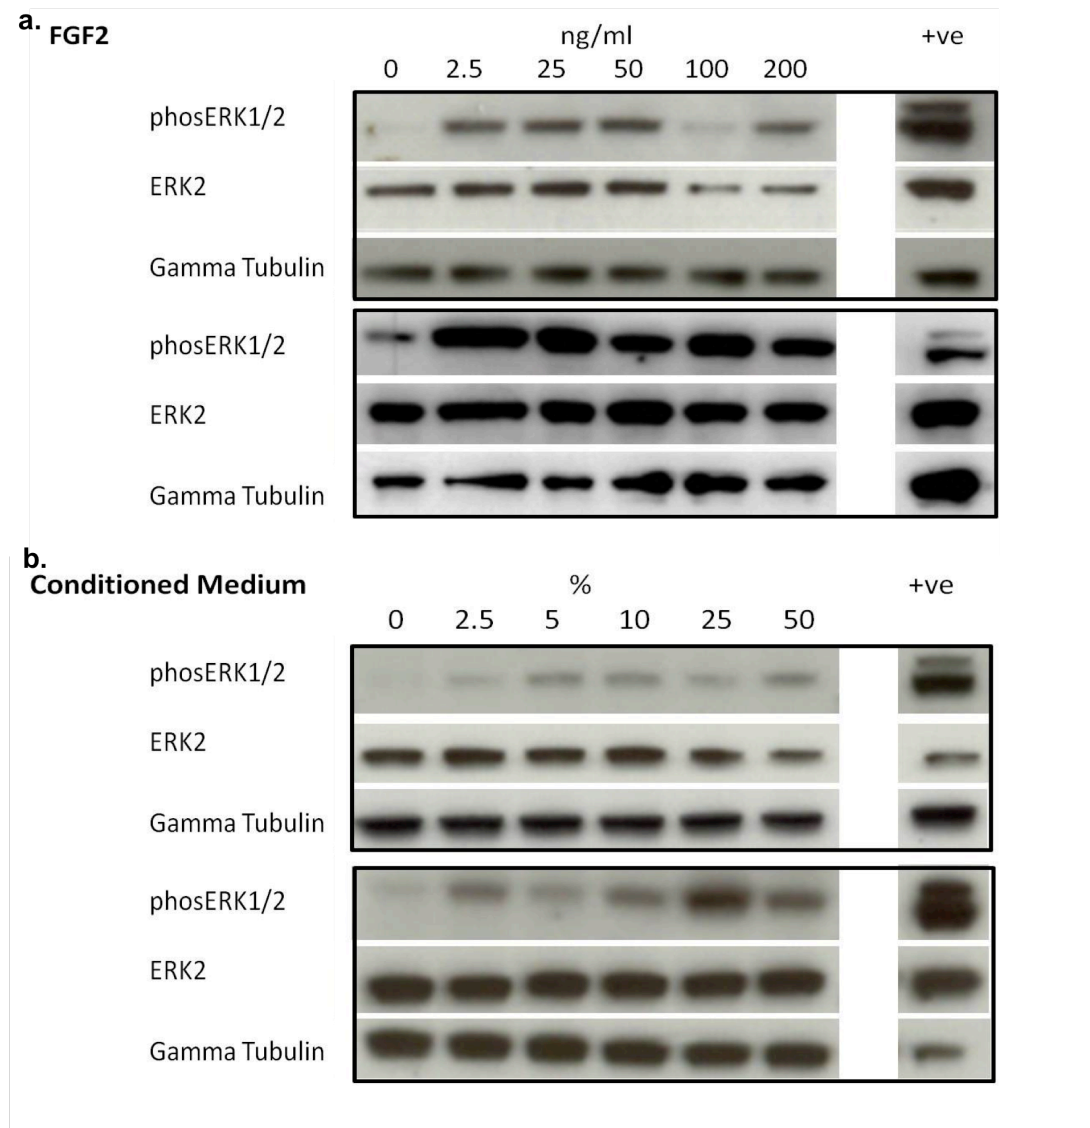 a.
FGF2 ng/ml +ve
0 2.5 25 50 100 200
phosERK1/2
ERK2
Gamma Tubulin
phosERK1/2
ERK2
Gamma Tubulin
b.
Conditioned Medium % +ve
0 2.5 5 10 25 50
phosERK1/2
ERK2
Gamma Tubulin
phosERK1/2
ERK2
Gamma Tubulin